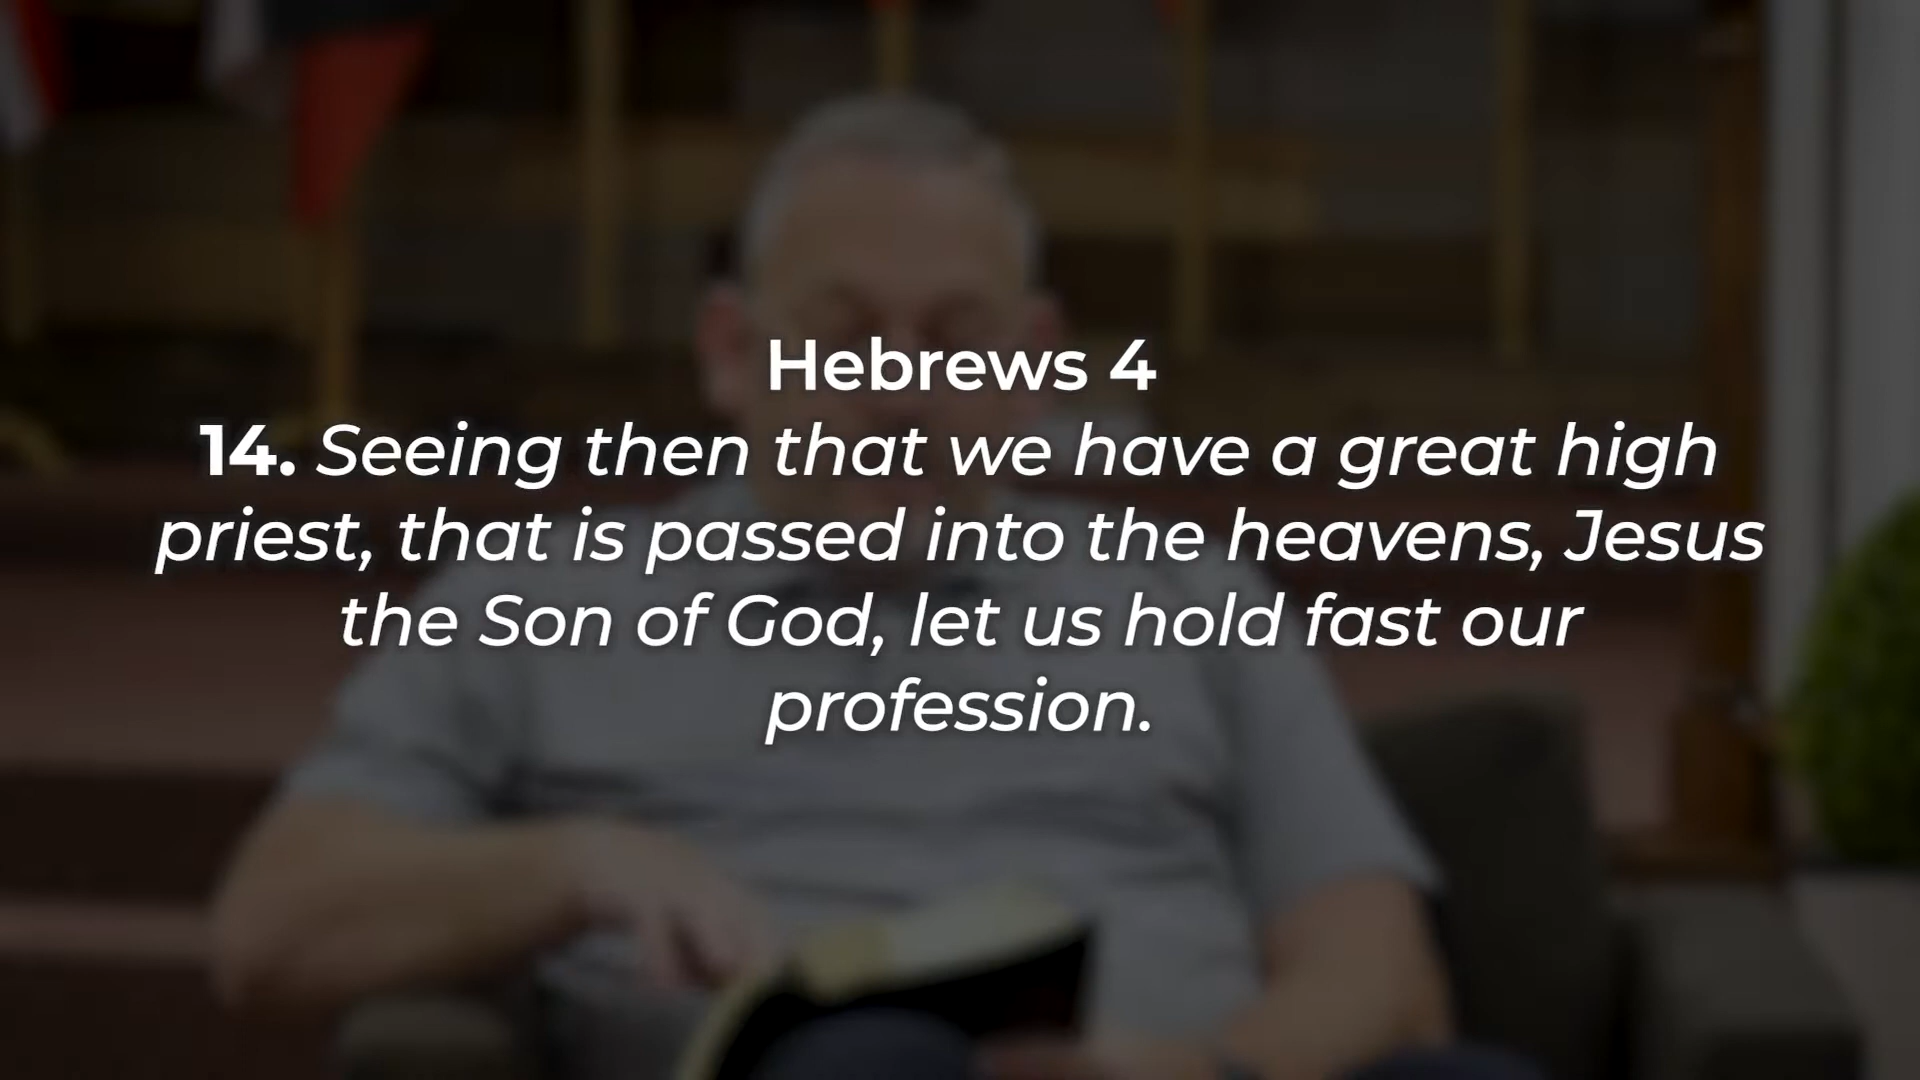 Hebrews 4
14. Seeing then that we have a great high
priest, that is passed into the heavens, Jesus
the Son of God, let us hold fast our
profession.